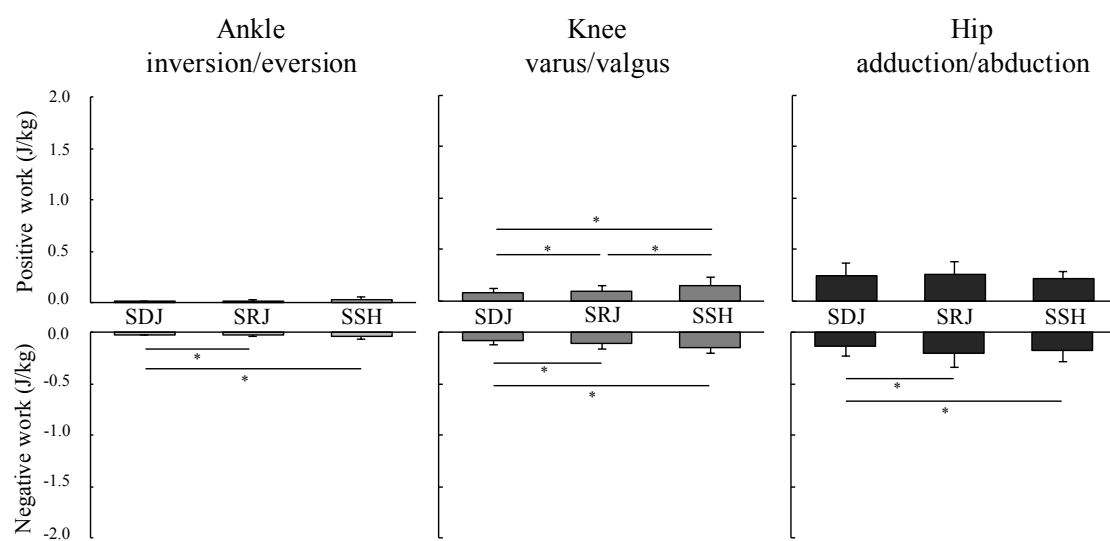 Ankle
inversion/eversion
Knee
varus/valgus
Hip
adduction/abduction
Positive work (J/kg)
2.0
1.5
1.0
0.5
0.0
*
*
*
SDJ
SRJ
SSH
SDJ
SRJ
SSH
SDJ
SRJ
SSH
Negative work (J/kg)
0.0
-0.5
-1.0
-1.5
-2.0
*
*
*
*
*
*